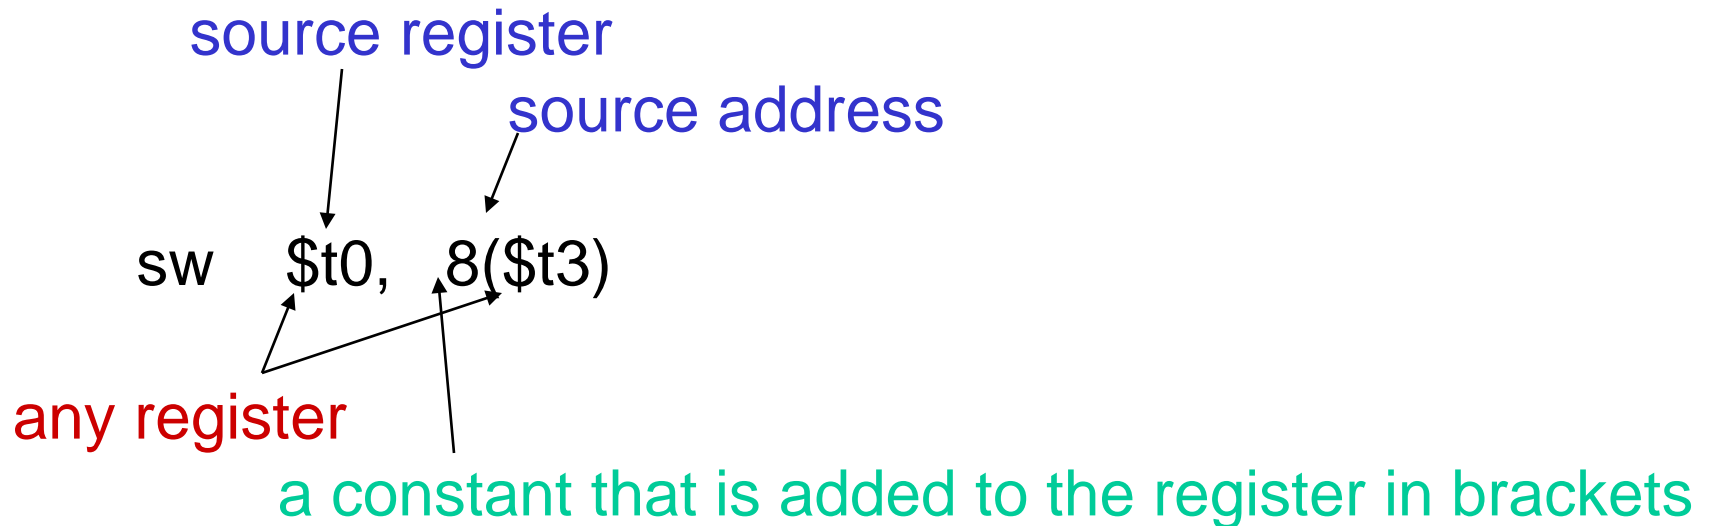 source register
source address
sw $t0, 8($t3)
any register
a constant that is added to the register in brackets